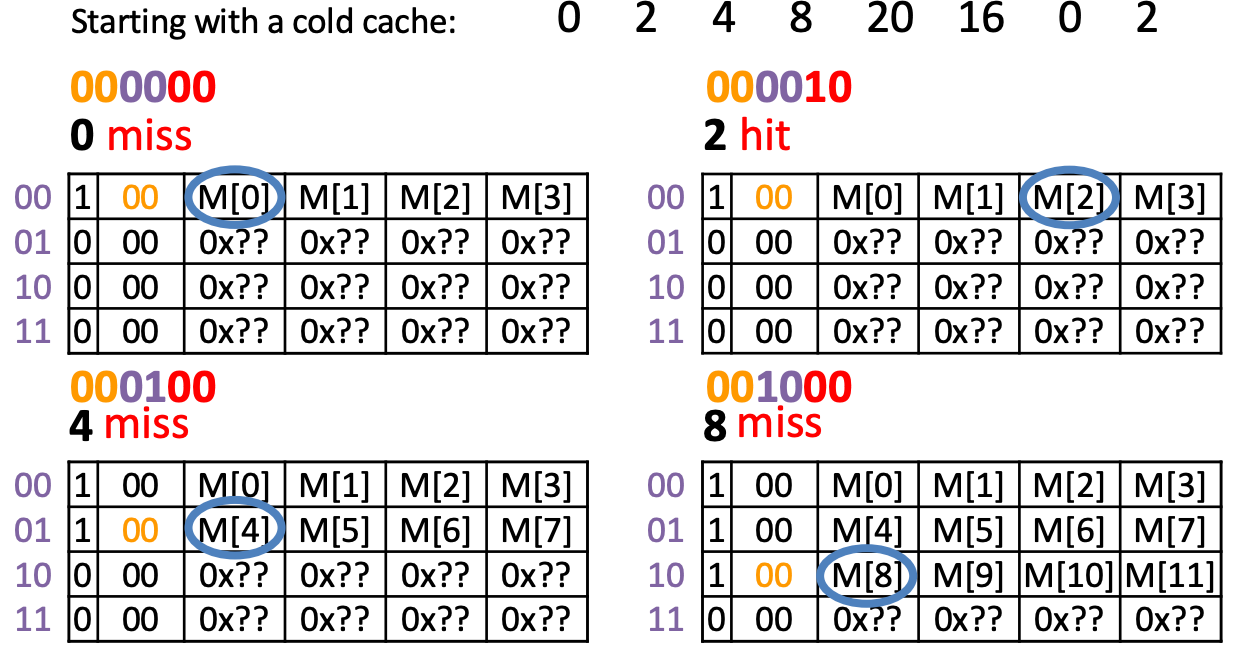 Starting with a cold cache: 0 2 4 8 20 16 0 2
000000
0 miss
00 1 00 M[0] M[1] M[2] M[3]
01 0 00 0x?? 0x?? 0x?? 0x??
10 0 00 0x?? 0x?? 0x?? 0x??
11 0 00 0x?? 0x?? 0x?? 0x??
000010
2 hit
00 1 00 M[0] M[1] M[2] M[3]
01 0 00 0x?? 0x?? 0x?? 0x??
10 0 00 0x?? 0x?? 0x?? 0x??
11 0 00 0x?? 0x?? 0x?? 0x??
000100
4 miss
00 1 00 M[0] M[1] M[2] M[3]
01 1 00 M[4] M[5] M[6] M[7]
10 0 00 0x?? 0x?? 0x?? 0x??
11 0 00 0x?? 0x?? 0x?? 0x??
001000
8 miss
00 1 00 M[0] M[1] M[2] M[3]
01 1 00 M[4] M[5] M[6] M[7]
10 1 00 M[8] M[9] M[10] M[11]
11 0 00 0x?? 0x?? 0x?? 0x??